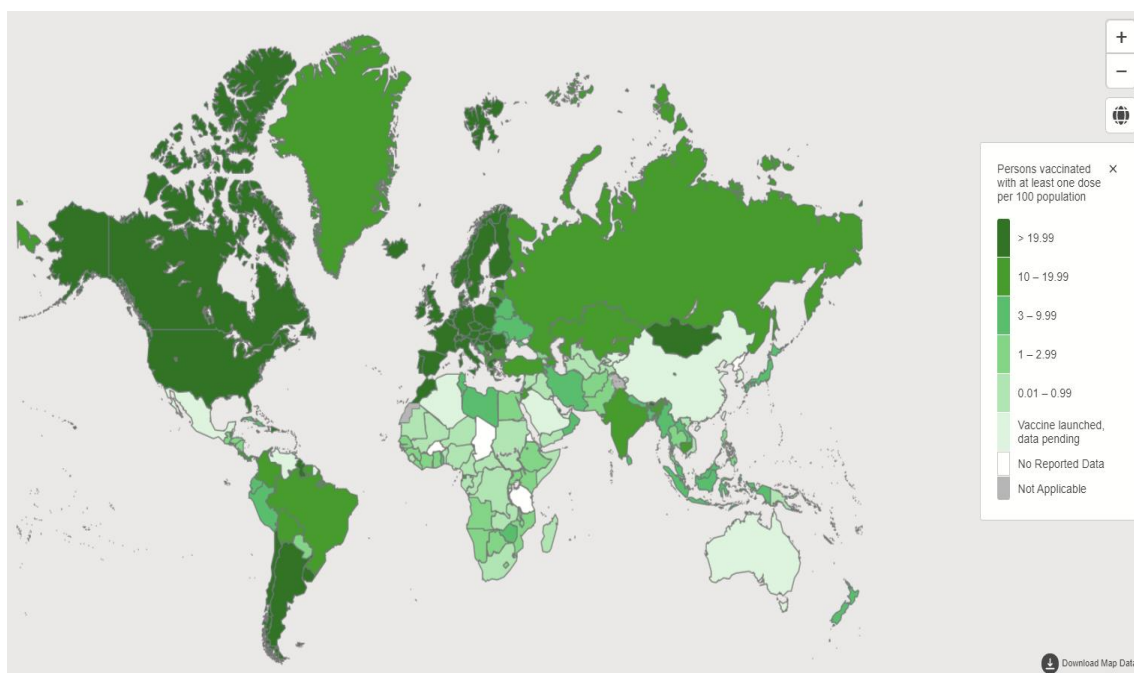 +
−
Persons vaccinated ×
with at least one dose
per 100 population
> 19.99
10 – 19.99
3 – 9.99
1 – 2.99
0.01 – 0.99
Vaccine launched,
data pending
No Reported Data
Not Applicable
Download Map Data